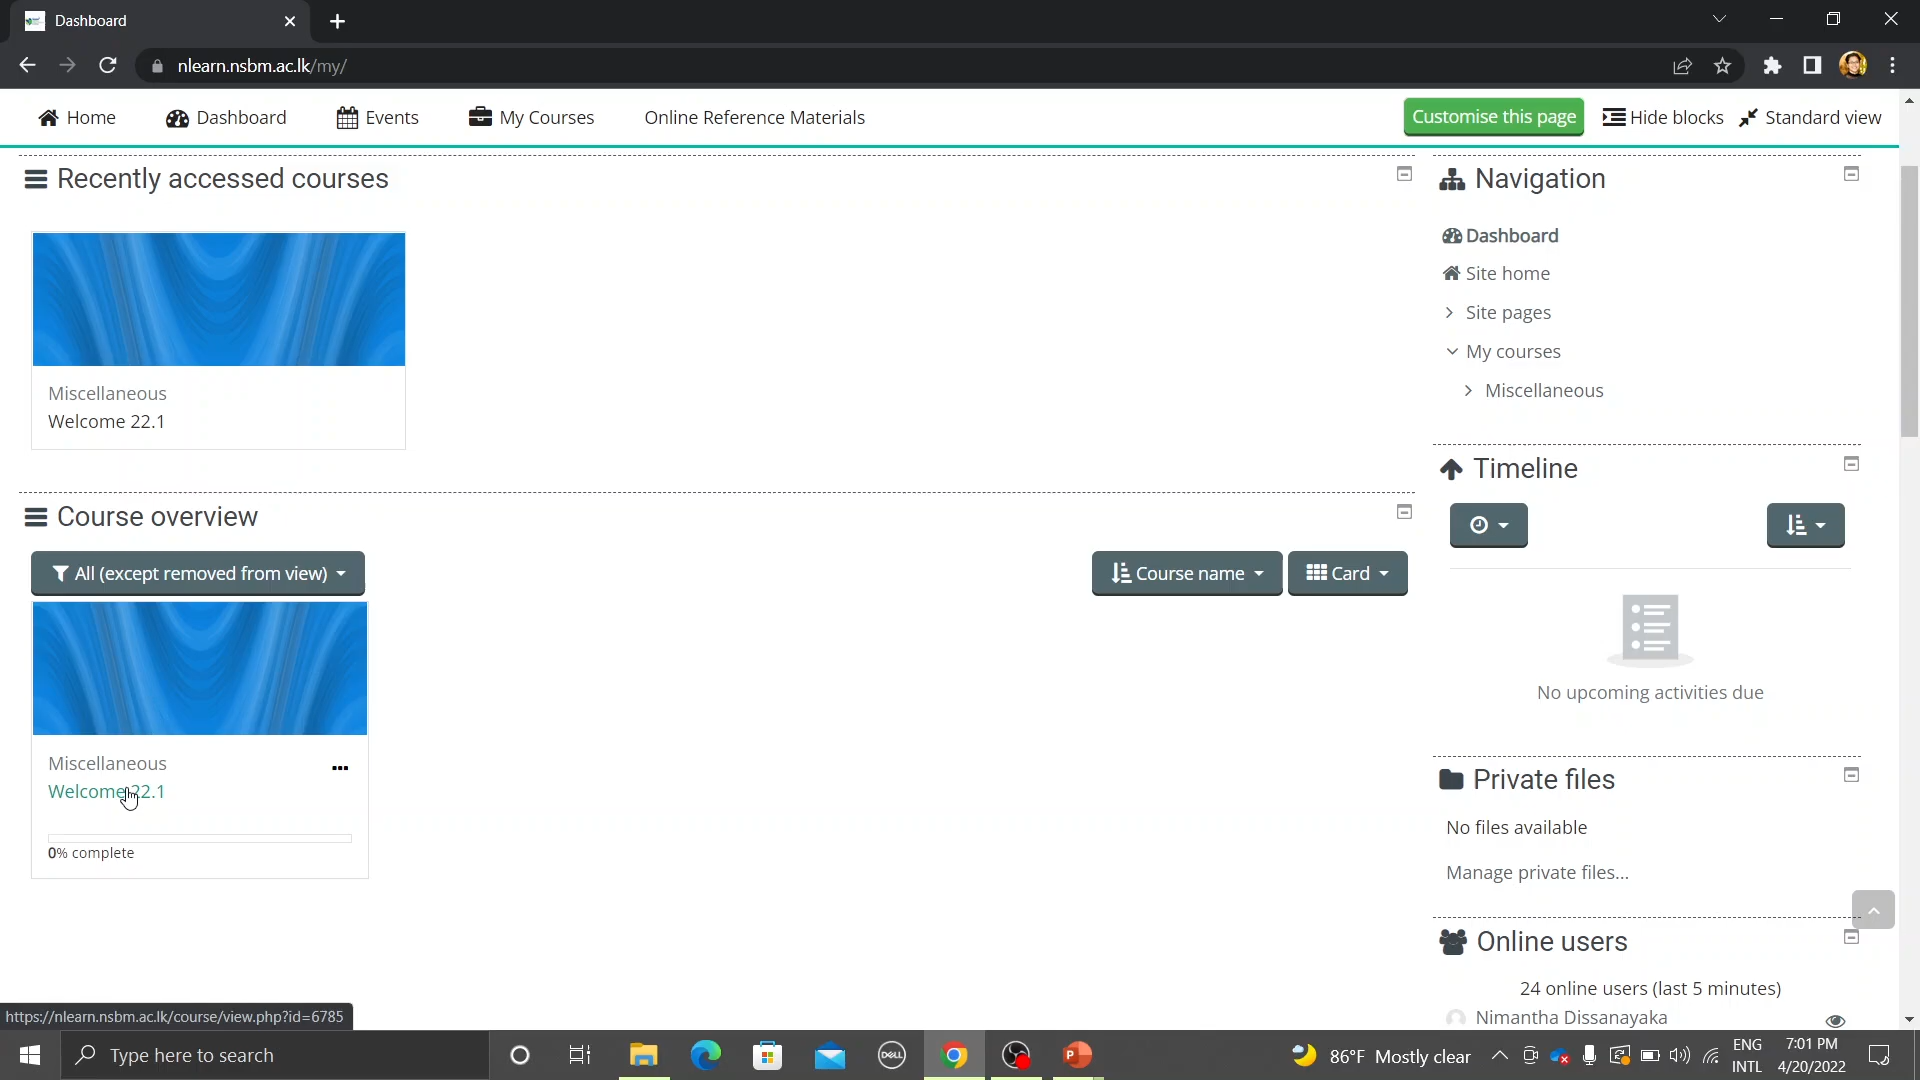 Dashboard
nlearn.nsbm.ac.lk/my/
Home
Dashboard
Events
My Courses
Online Reference Materials
Customise this page
Hide blocks
Standard view
Recently accessed courses
Miscellaneous
Welcome 22.1
Course overview
All (except removed from view)
Course name
Card
Miscellaneous
Welcome 22.1
0% complete
Navigation
Dashboard
Site home
Site pages
My courses
Miscellaneous
Timeline
No upcoming activities due
Private files
No files available
Manage private files...
Online users
24 online users (last 5 minutes)
Nimantha Dissanayaka
https://nlearn.nsbm.ac.lk/course/view.php?id=6785
Type here to search
DELL
86°F Mostly clear
ENG
INTL
7:01 PM
4/20/2022